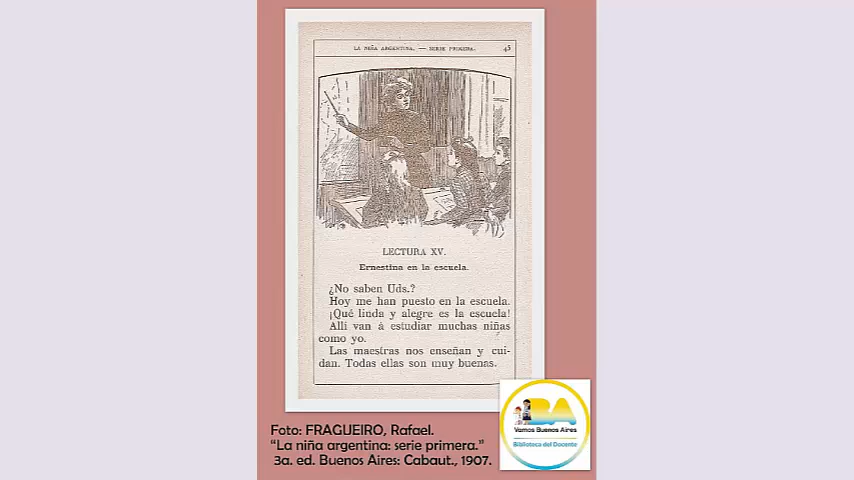 LA NIÑA ARGENTINA. — SERIE PRIMERA. 45
LECTURA XV.
Ernestina en la escuela.
¿No saben Uds.?
Hoy me han puesto en la escuela.
¡Qué linda y alegre es la escuela!
Allí van á estudiar muchas niñas
como yo.
Las maestras nos enseñan y cui-
dan. Todas ellas son muy buenas.
BA
Vamos Buenos Aires
Biblioteca del Docente
Foto: FRAGUEIRO, Rafael.
“La niña argentina: serie primera.”
3a. ed. Buenos Aires: Cabaut., 1907.